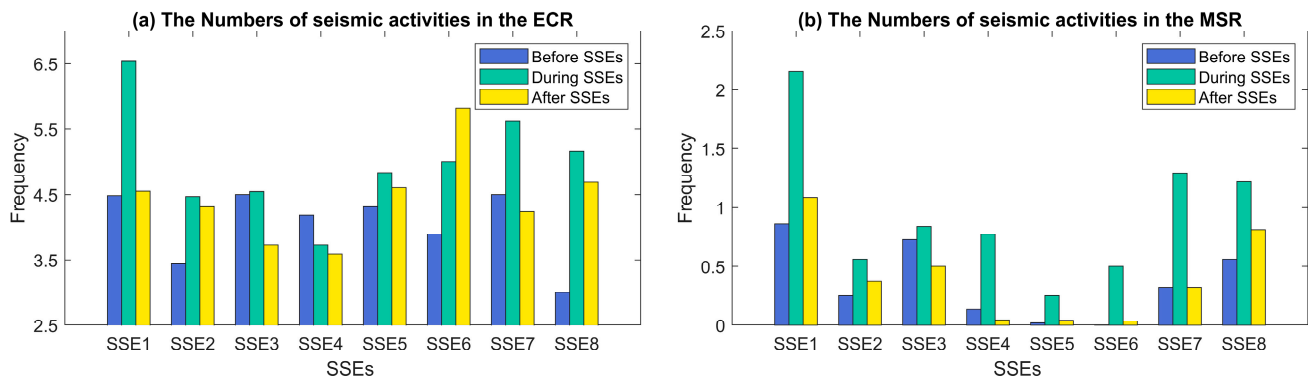 (a) The Numbers of seismic activities in the ECR
Before SSEs
During SSEs
After SSEs
Frequency
6.5
5.5
4.5
3.5
2.5
SSE1 SSE2 SSE3 SSE4 SSE5 SSE6 SSE7 SSE8
SSEs
(b) The Numbers of seismic activities in the MSR
Before SSEs
During SSEs
After SSEs
Frequency
2.5
2
1.5
1
0.5
0
SSE1 SSE2 SSE3 SSE4 SSE5 SSE6 SSE7 SSE8
SSEs